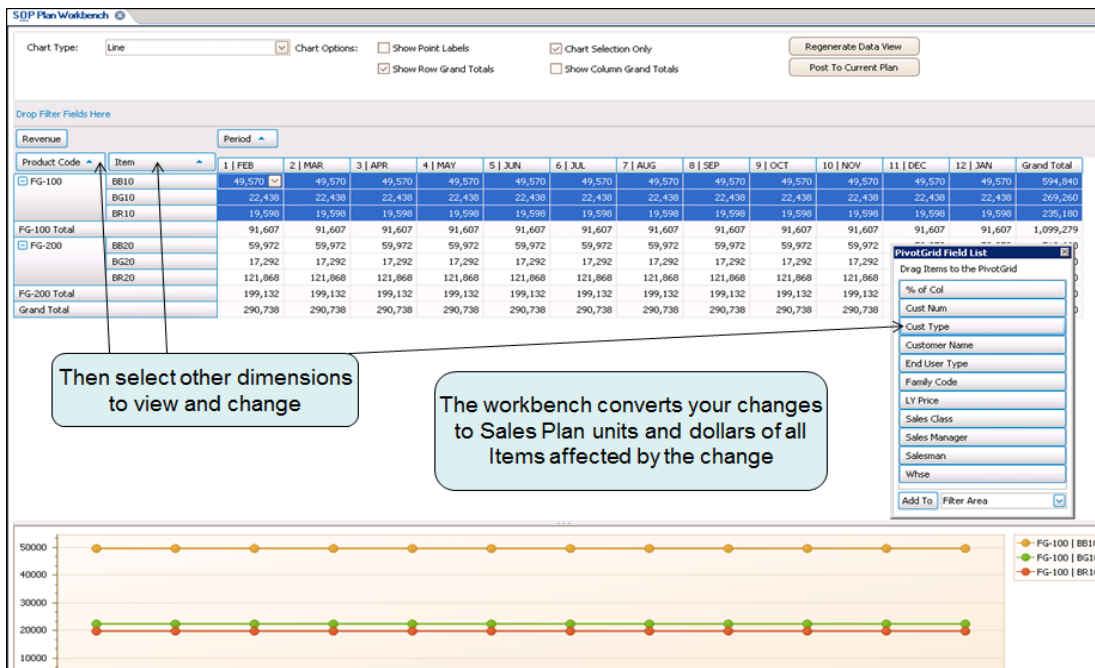 SOP Plan Workbench
Chart Type: Line Chart Options: Show Point Labels Chart Selection Only Regenerate Data View
Show Row Grand Totals Show Column Grand Totals Post To Current Plan
Drop Filter Fields Here
Revenue Period
Product Code Item 1 | FEB 2 | MAR 3 | APR 4 | MAY 5 | JUN 6 | JUL 7 | AUG 8 | SEP 9 | OCT 10 | NOV 11 | DEC 12 | JAN Grand Total
FG-100 BB10 49,570 49,570 49,570 49,570 49,570 49,570 49,570 49,570 49,570 49,570 49,570 49,570 594,840
BG10 22,438 22,438 22,438 22,438 22,438 22,438 22,438 22,438 22,438 22,438 22,438 22,438 269,260
BR10 19,598 19,598 19,598 19,598 19,598 19,598 19,598 19,598 19,598 19,598 19,598 19,598 235,180
FG-100 Total 91,607 91,607 91,607 91,607 91,607 91,607 91,607 91,607 91,607 91,607 91,607 91,607 1,099,279
FG-200 BB20 59,972 59,972 59,972 59,972 59,972 59,972 59,972 59,972 59,972 59,972
BG20 17,292 17,292 17,292 17,292 17,292 17,292 17,292 17,292 17,292 17,292
BR20 121,868 121,868 121,868 121,868 121,868 121,868 121,868 121,868 121,868 121,868
FG-200 Total 199,132 199,132 199,132 199,132 199,132 199,132 199,132 199,132 199,132 199,132
Grand Total 290,738 290,738 290,738 290,738 290,738 290,738 290,738 290,738 290,738 290,738
PivotGrid Field List
Drag Items to the PivotGrid
% of Col
Cust Num
Cust Type
Customer Name
End User Type
Family Code
LY Price
Sales Class
Sales Manager
Salesman
Whse
Add To Filter Area
Then select other dimensions
to view and change
The workbench converts your changes
to Sales Plan units and dollars of all
Items affected by the change
50000
40000
30000
20000
10000
FG-100 | BB10
FG-100 | BG10
FG-100 | BR10